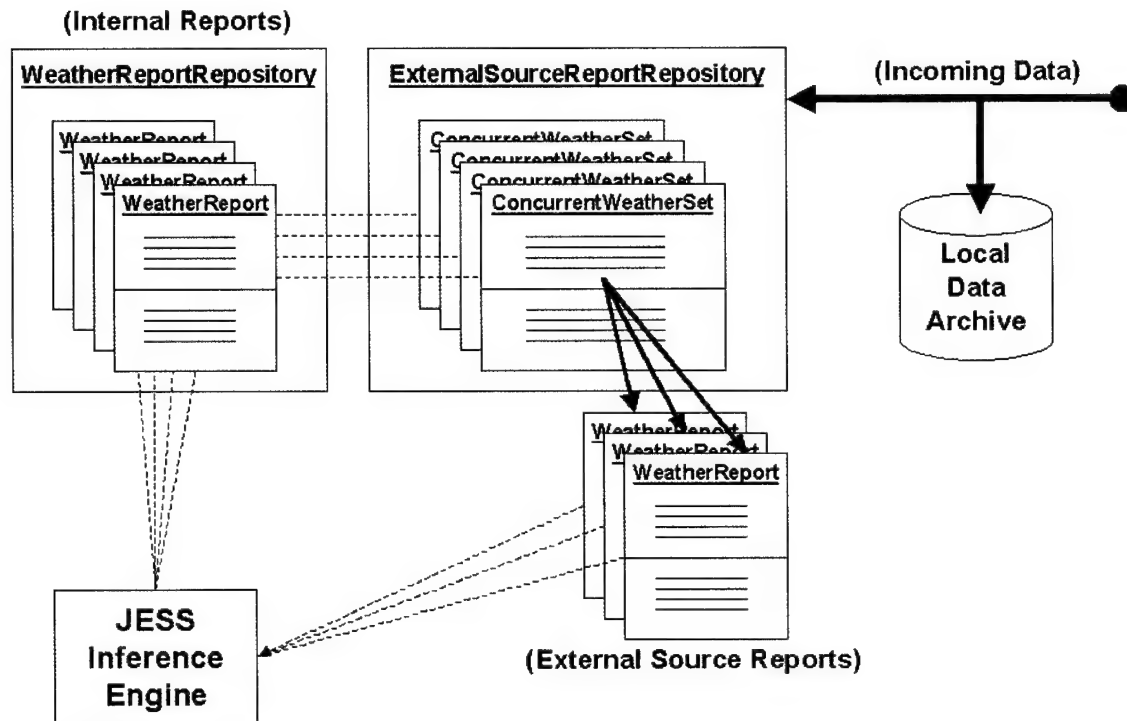 (Internal Reports)
WeatherReportRepository
WeatherReport
WeatherReport
WeatherReport
WeatherReport
ExternalSourceReportRepository
ConcurrentWeatherSet
ConcurrentWeatherSet
ConcurrentWeatherSet
ConcurrentWeatherSet
(Incoming Data)
Local
Data
Archive
WeatherReport
WeatherReport
WeatherReport
(External Source Reports)
JESS
Inference
Engine